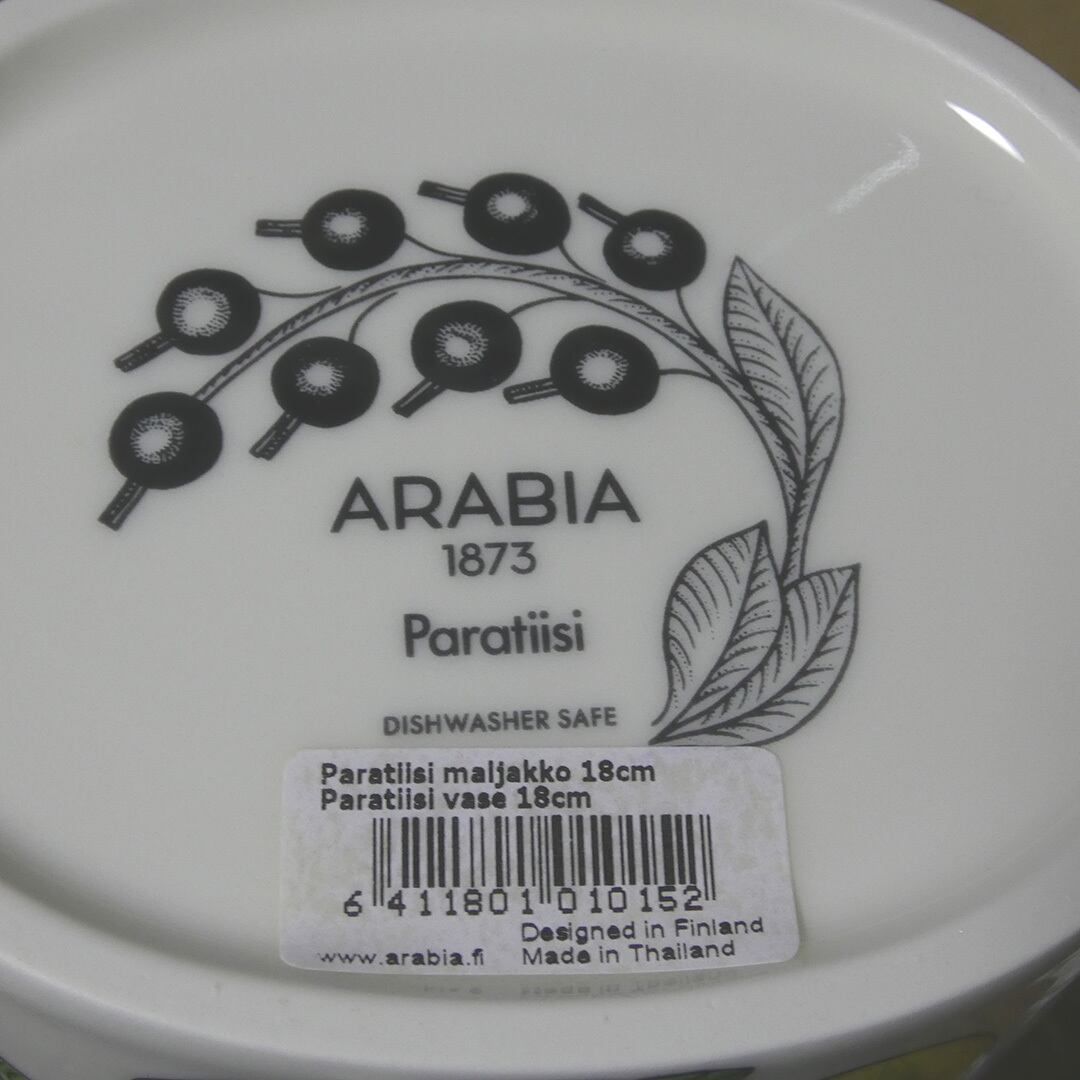 ARABIA
1873
Paratiisi
DISHWASHER SAFE
Paratiisi maljakko 18cm
Paratiisi vase 18cm
6 411801 010152
Designed in Finland
www.arabia.fi Made in Thailand